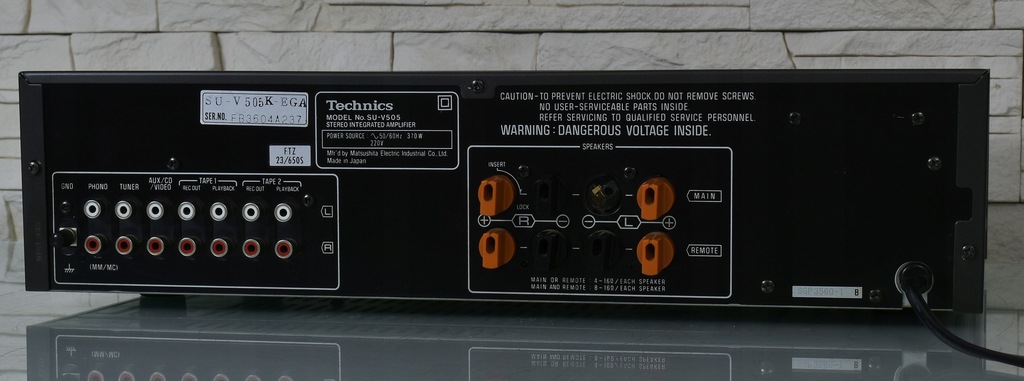 SU-V505K-EGA
SER.NO. FB3604A237
Technics
MODEL No. SU-V505
STEREO INTEGRATED AMPLIFIER
POWER SOURCE : ∿50/60Hz 370W
220V
Mfr'd by Matsushita Electric Industrial Co., Ltd.
Made in Japan
FTZ
23/6505
CAUTION-TO PREVENT ELECTRIC SHOCK, DO NOT REMOVE SCREWS.
NO USER-SERVICEABLE PARTS INSIDE.
REFER SERVICING TO QUALIFIED SERVICE PERSONNEL.
WARNING : DANGEROUS VOLTAGE INSIDE.
GND
PHONO
TUNER
AUX/CD
/VIDEO
TAPE 1
REC OUT
PLAYBACK
TAPE 2
REC OUT
PLAYBACK
L
R
(MM/MC)
SPEAKERS
INSERT
LOCK
+ R − − L +
MAIN
REMOTE
MAIN OR REMOTE : 4-16Ω/EACH SPEAKER
MAIN AND REMOTE : 8-16Ω/EACH SPEAKER
B